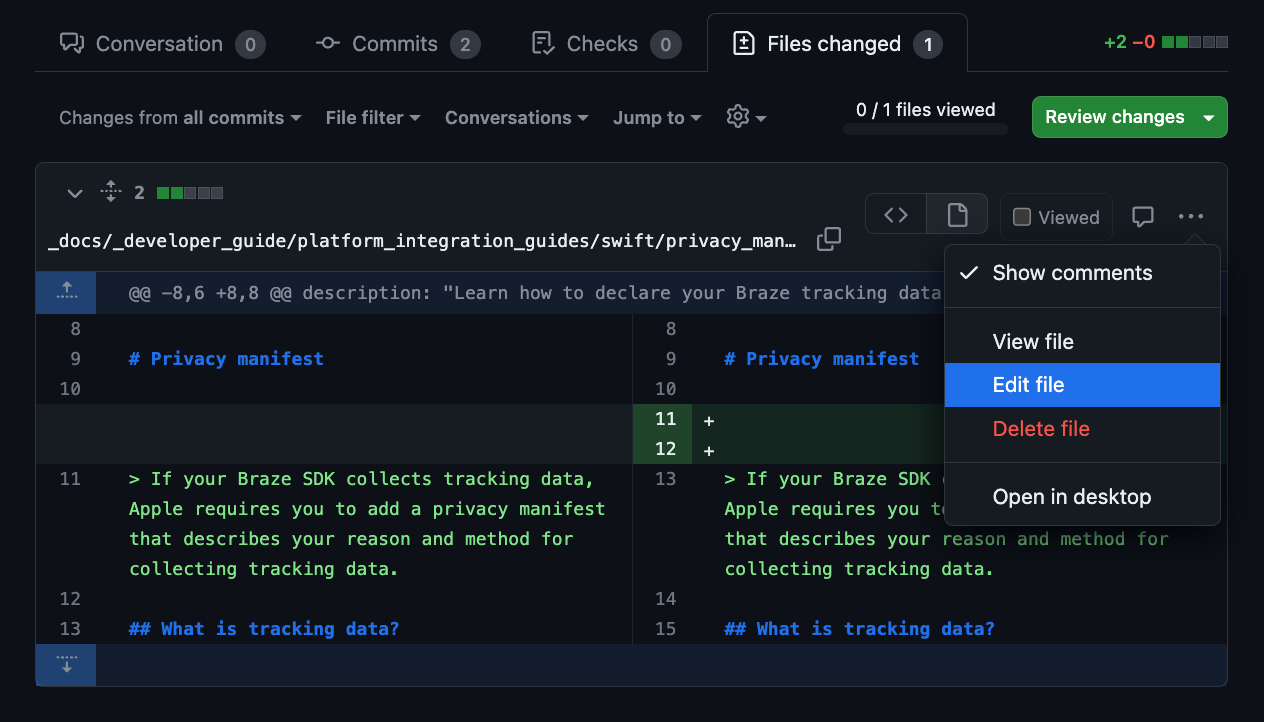 Conversation 0 Commits 2 Checks 0 Files changed 1 +2 −0
Changes from all commits File filter Conversations Jump to 0 / 1 files viewed Review changes
2
Viewed
_docs/_developer_guide/platform_integration_guides/swift/privacy_man…
Show comments
@@ -8,6 +8,8 @@ description: "Learn how to declare your Braze tracking data
View file
Edit file
Delete file
Open in desktop
8
9 # Privacy manifest
10
11 > If your Braze SDK collects tracking data,
Apple requires you to add a privacy manifest
that describes your reason and method for
collecting tracking data.
12
13 ## What is tracking data?
8
9 # Privacy manifest
10
11 +
12 +
13 > If your Braze SDK
Apple requires you
that describes your reason and method for
collecting tracking data.
14
15 ## What is tracking data?